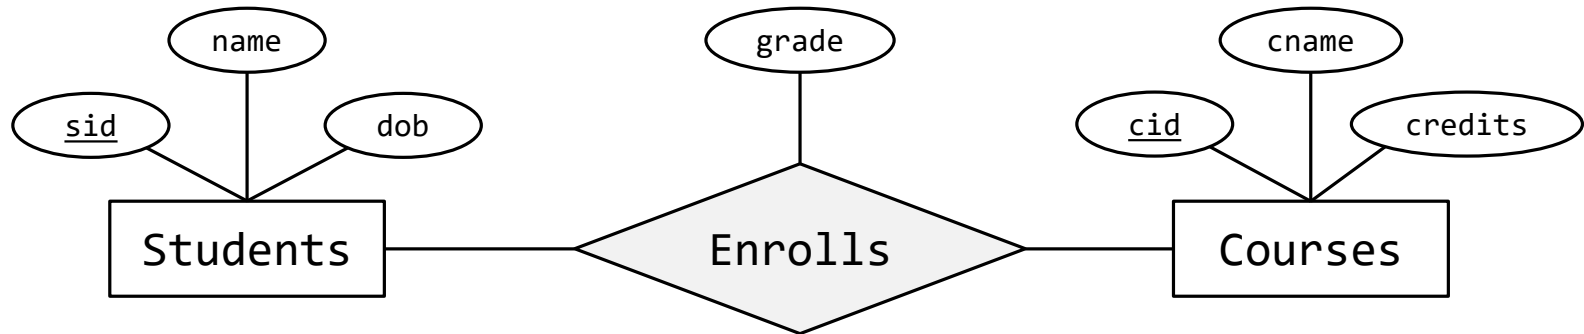 name
grade
cname
sid
dob
cid
credits
Students
Enrolls
Courses